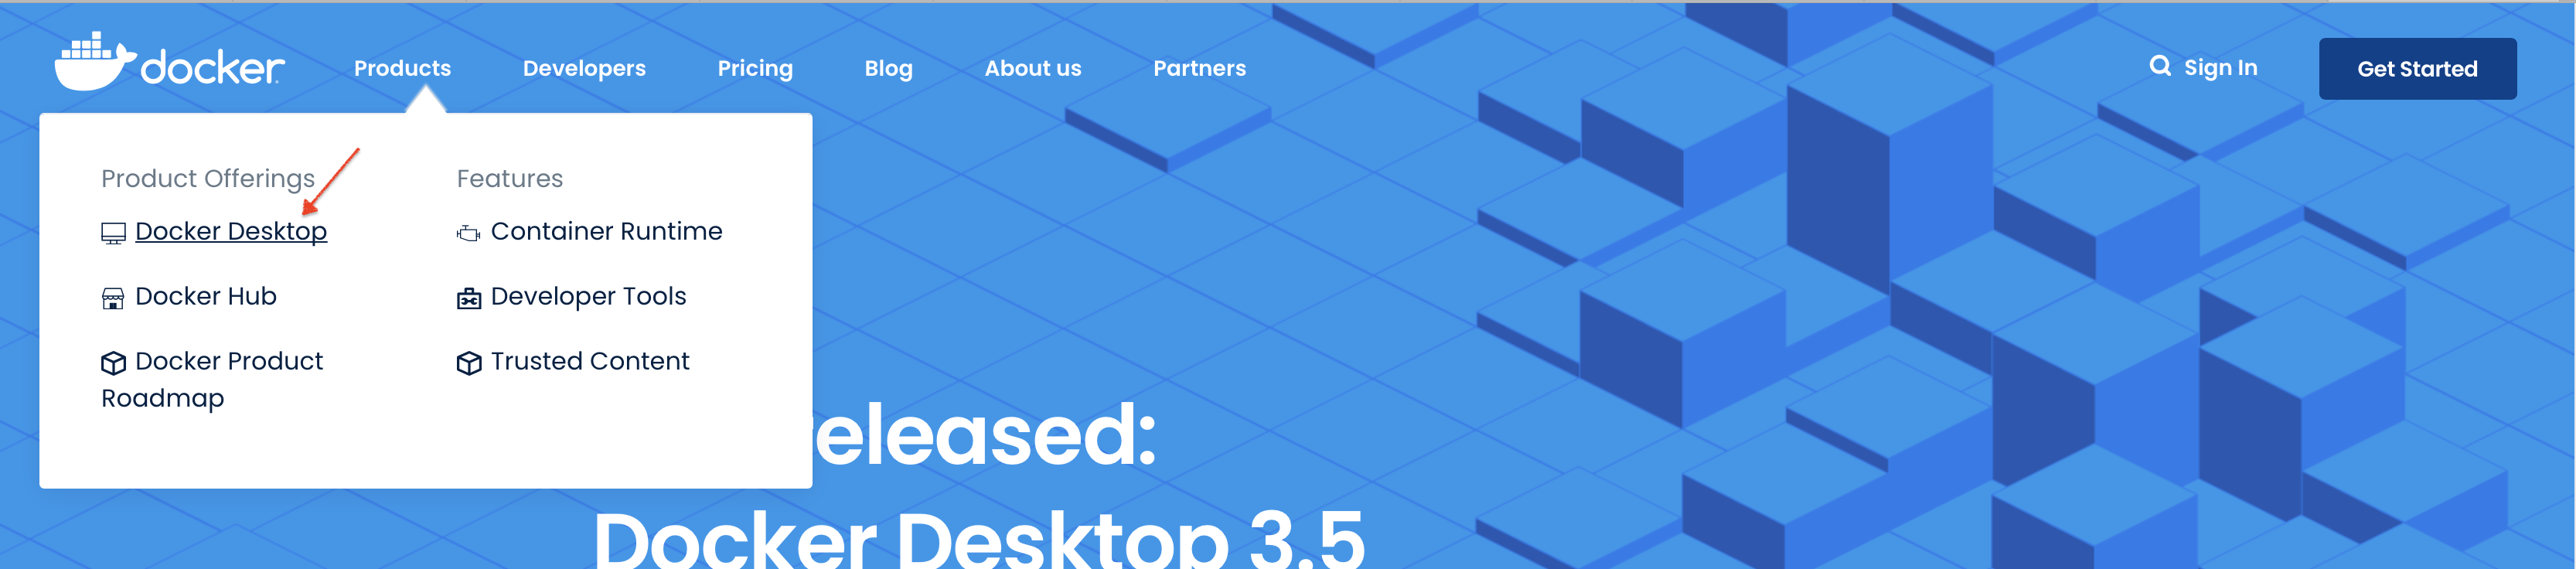 docker
Products
Developers
Pricing
Blog
About us
Partners
Sign In
Get Started
Product Offerings
Docker Desktop
Docker Hub
Docker Product
Roadmap
Features
Container Runtime
Developer Tools
Trusted Content
eleased:
Docker Desktop 3.5